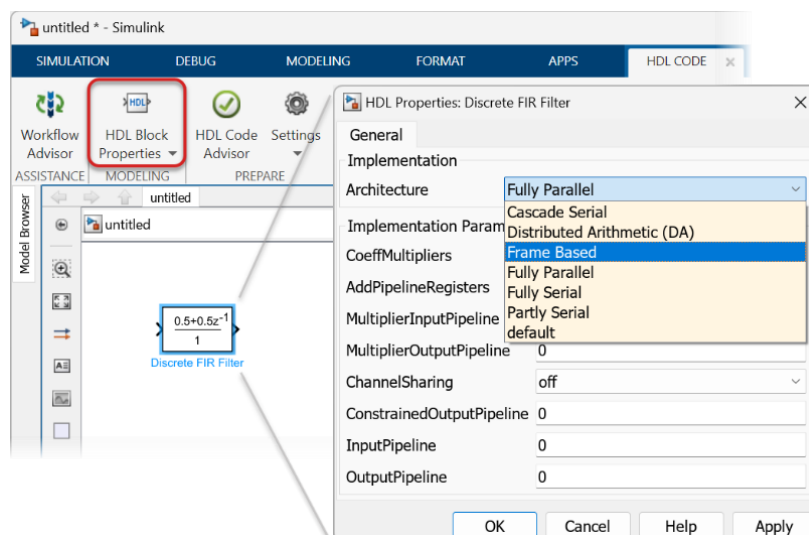 untitled * - Simulink
SIMULATION DEBUG MODELING FORMAT APPS HDL CODE
Workflow Advisor
HDL Block Properties
HDL Code Advisor
Settings
ASSISTANCE MODELING PREPARE
Model Browser
untitled
untitled
0.5+0.5z-1
1
Discrete FIR Filter
HDL Properties: Discrete FIR Filter
General
Implementation
Architecture Fully Parallel
Cascade Serial
Distributed Arithmetic (DA)
Frame Based
Fully Parallel
Fully Serial
Partly Serial
default
Implementation Param
CoeffMultipliers
AddPipelineRegisters
MultiplierInputPipeline
MultiplierOutputPipeline 0
ChannelSharing off
ConstrainedOutputPipeline 0
InputPipeline 0
OutputPipeline 0
OK Cancel Help Apply